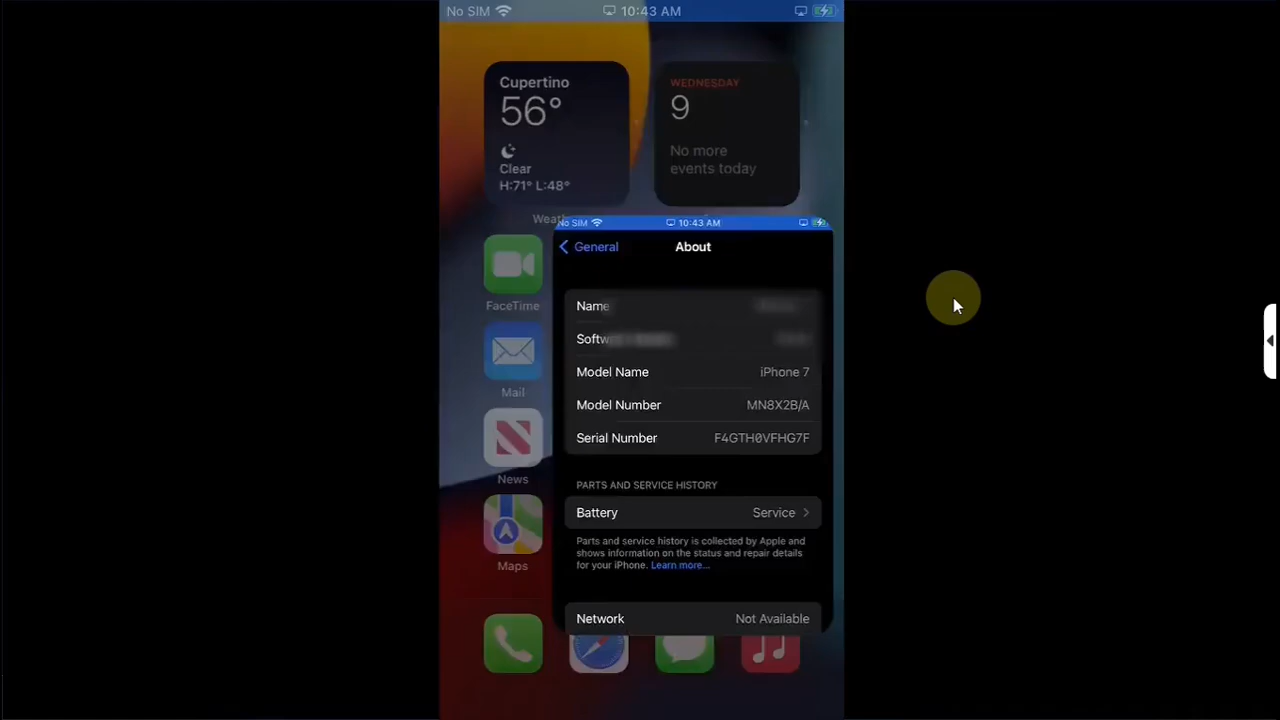 No SIM 10:43 AM
Cupertino
56°
Clear
H:71° L:48°
WEDNESDAY
9
No more
events today
No SIM 10:43 AM
General About
Name
Model Name iPhone 7
Model Number MN8X2B/A
Serial Number F4GTH0VFHG7F
PARTS AND SERVICE HISTORY
Battery Service
Parts and service history is collected by Apple and
shows information on the status and repair details
for your iPhone. Learn more...
Network Not Available
FaceTime
Mail
News
Maps